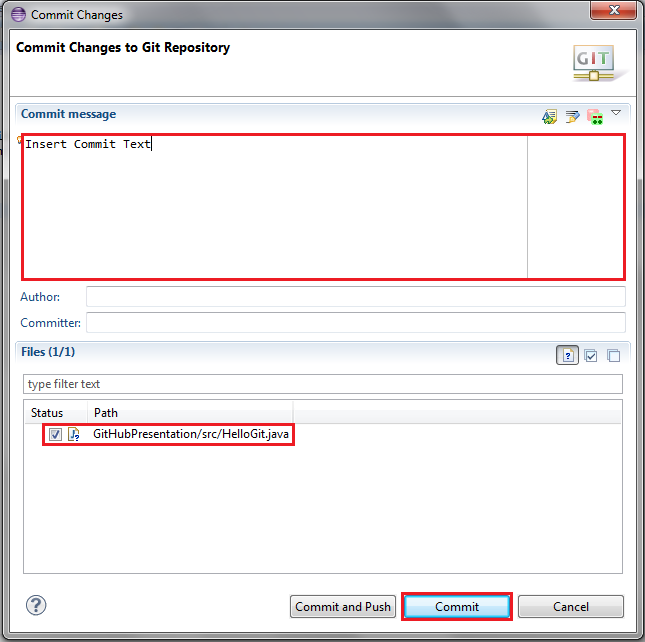 Commit Changes
Commit Changes to Git Repository
GIT
Commit message
Insert Commit Text
Author:
Committer:
Files (1/1)
type filter text
Status Path
GitHubPresentation/src/HelloGit.java
Commit and Push Commit Cancel